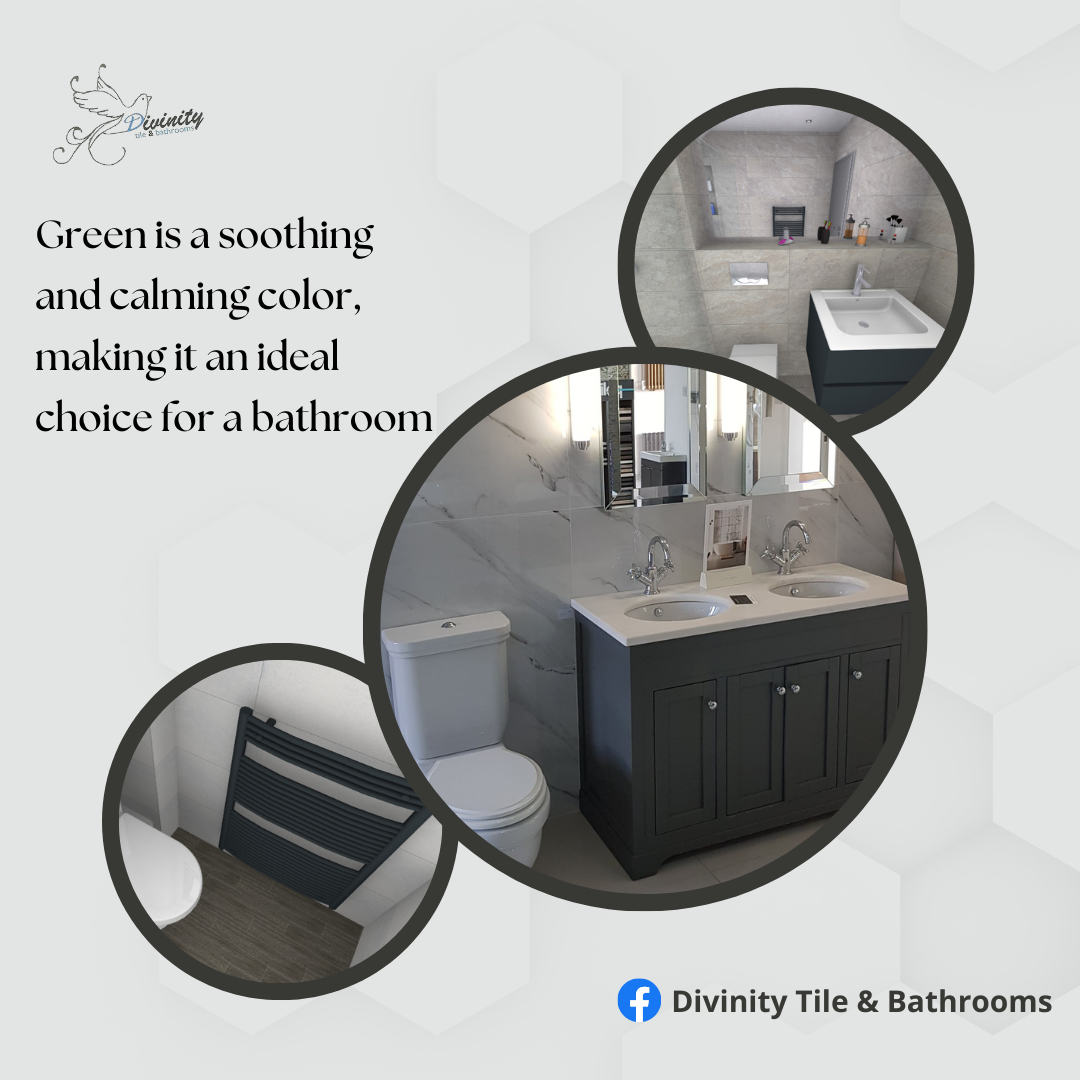 Divinity
tile & bathrooms
Green is a soothing
and calming color,
making it an ideal
choice for a bathroom
Divinity Tile & Bathrooms